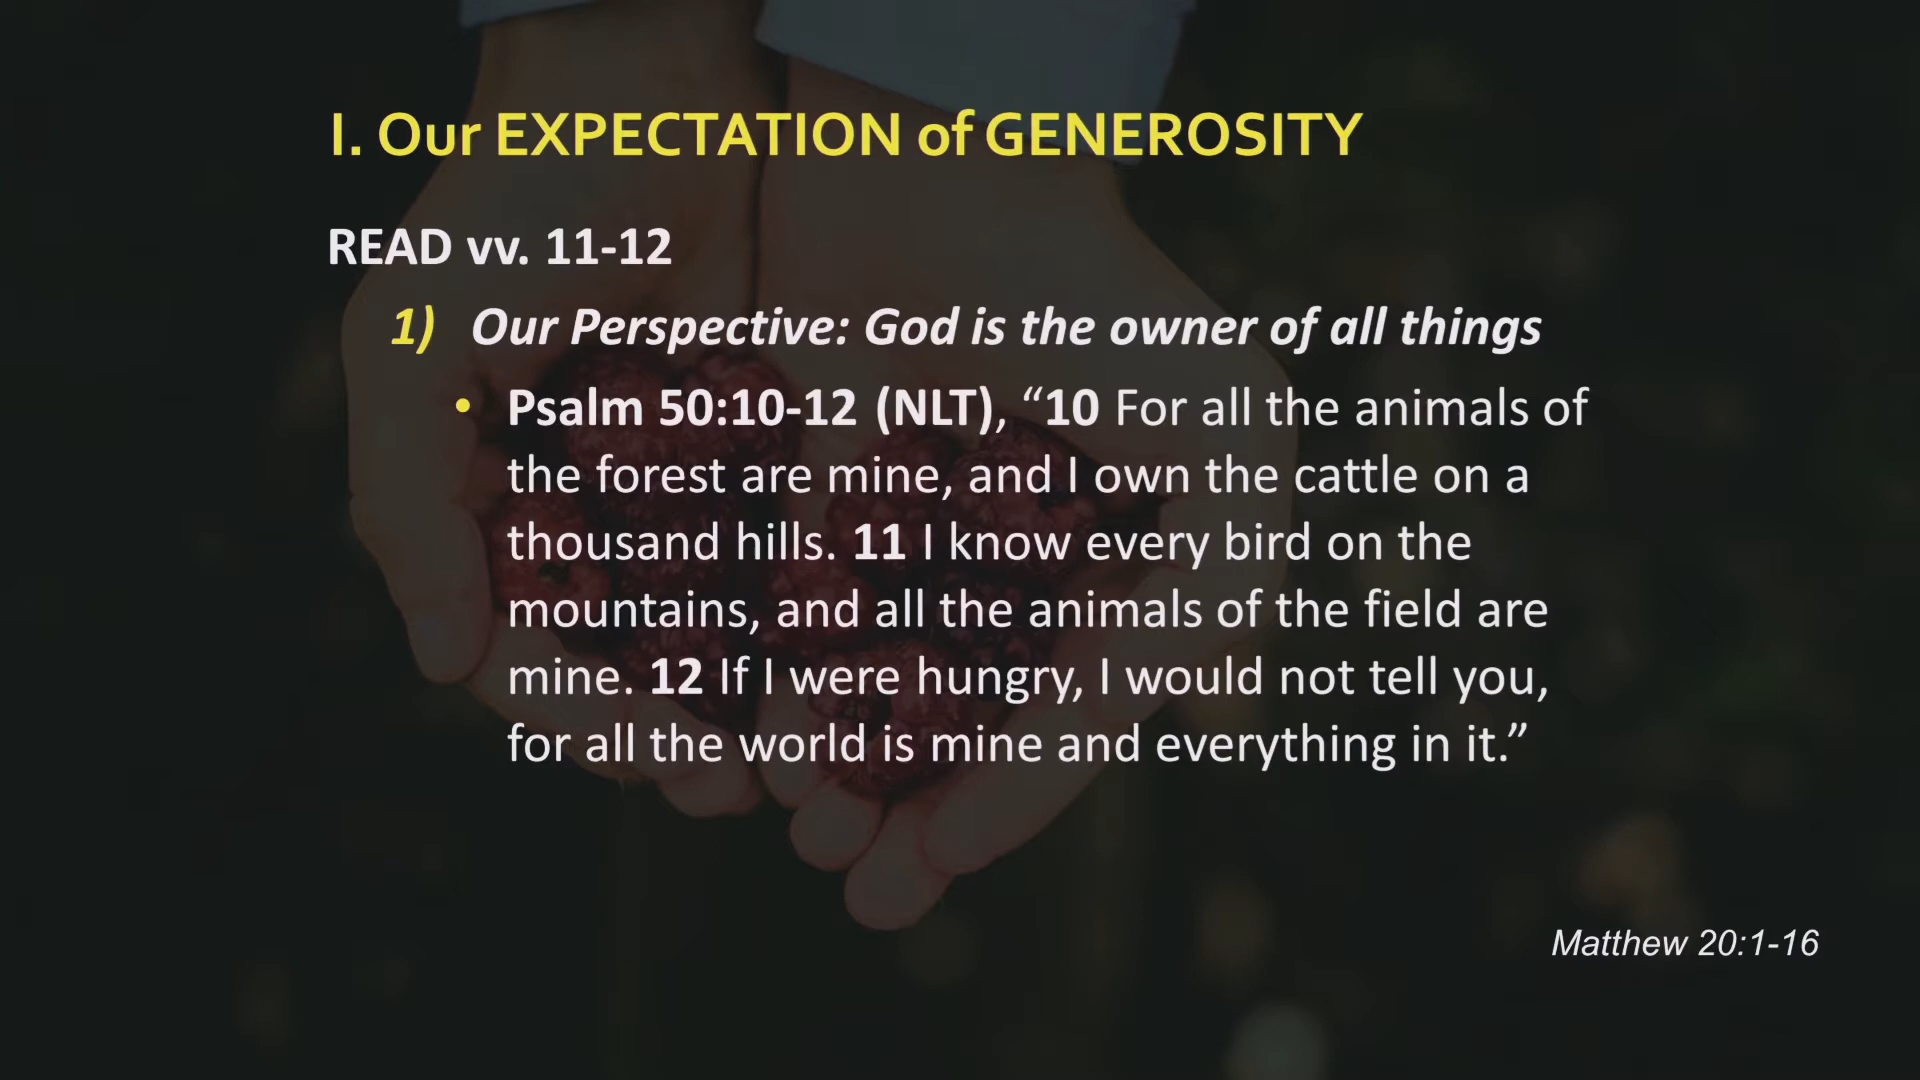 I. Our EXPECTATION of GENEROSITY
READ vv. 11-12
1) Our Perspective: God is the owner of all things
• Psalm 50:10-12 (NLT), “10 For all the animals of
the forest are mine, and I own the cattle on a
thousand hills. 11 I know every bird on the
mountains, and all the animals of the field are
mine. 12 If I were hungry, I would not tell you,
for all the world is mine and everything in it.”
Matthew 20:1-16